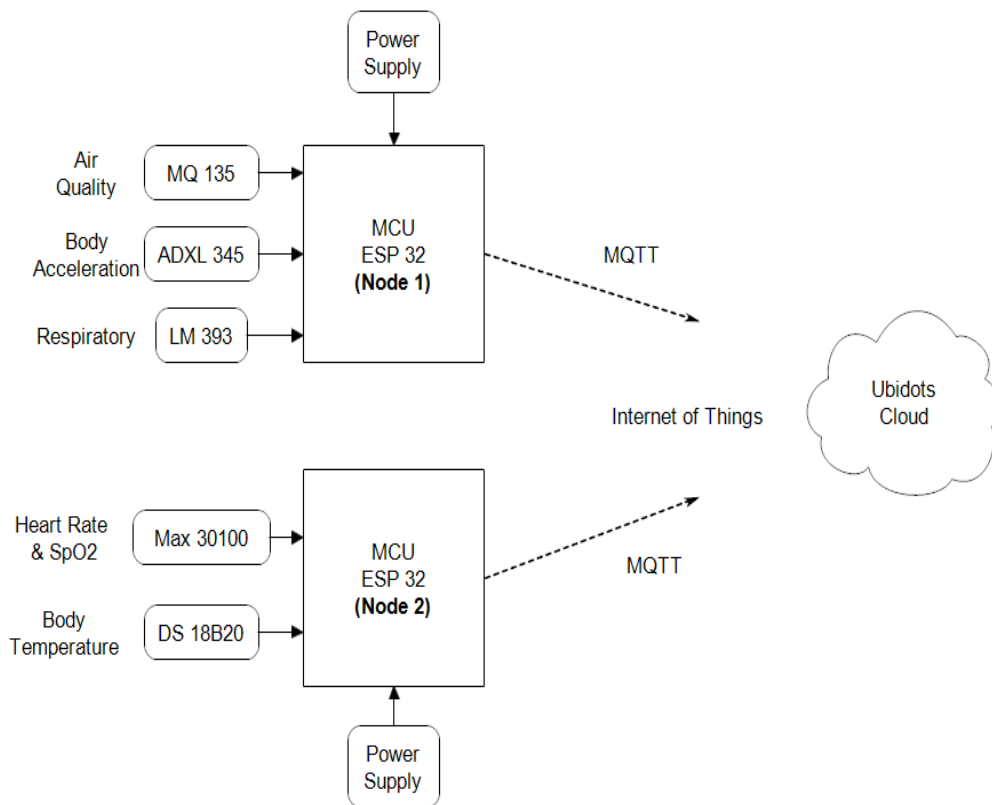 Power
Supply
Air
Quality
MQ 135
Body
Acceleration
ADXL 345
Respiratory
LM 393
MCU
ESP 32
(Node 1)
MQTT
Internet of Things
Ubidots
Cloud
Heart Rate
& SpO2
Max 30100
Body
Temperature
DS 18B20
MCU
ESP 32
(Node 2)
MQTT
Power
Supply